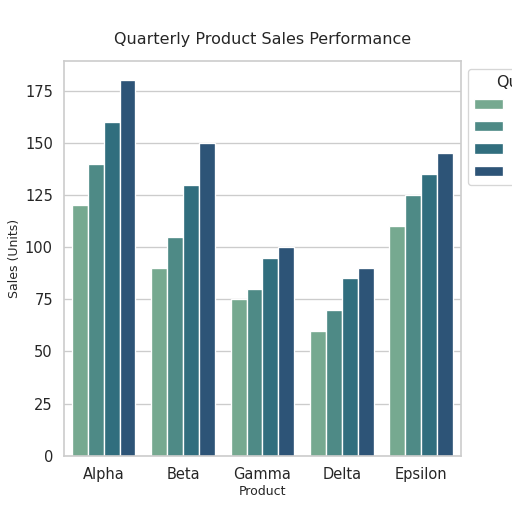 Quarterly Product Sales Performance
175
150
125
100
75
50
25
0
Sales (Units)
Alpha Beta Gamma Delta Epsilon
Product